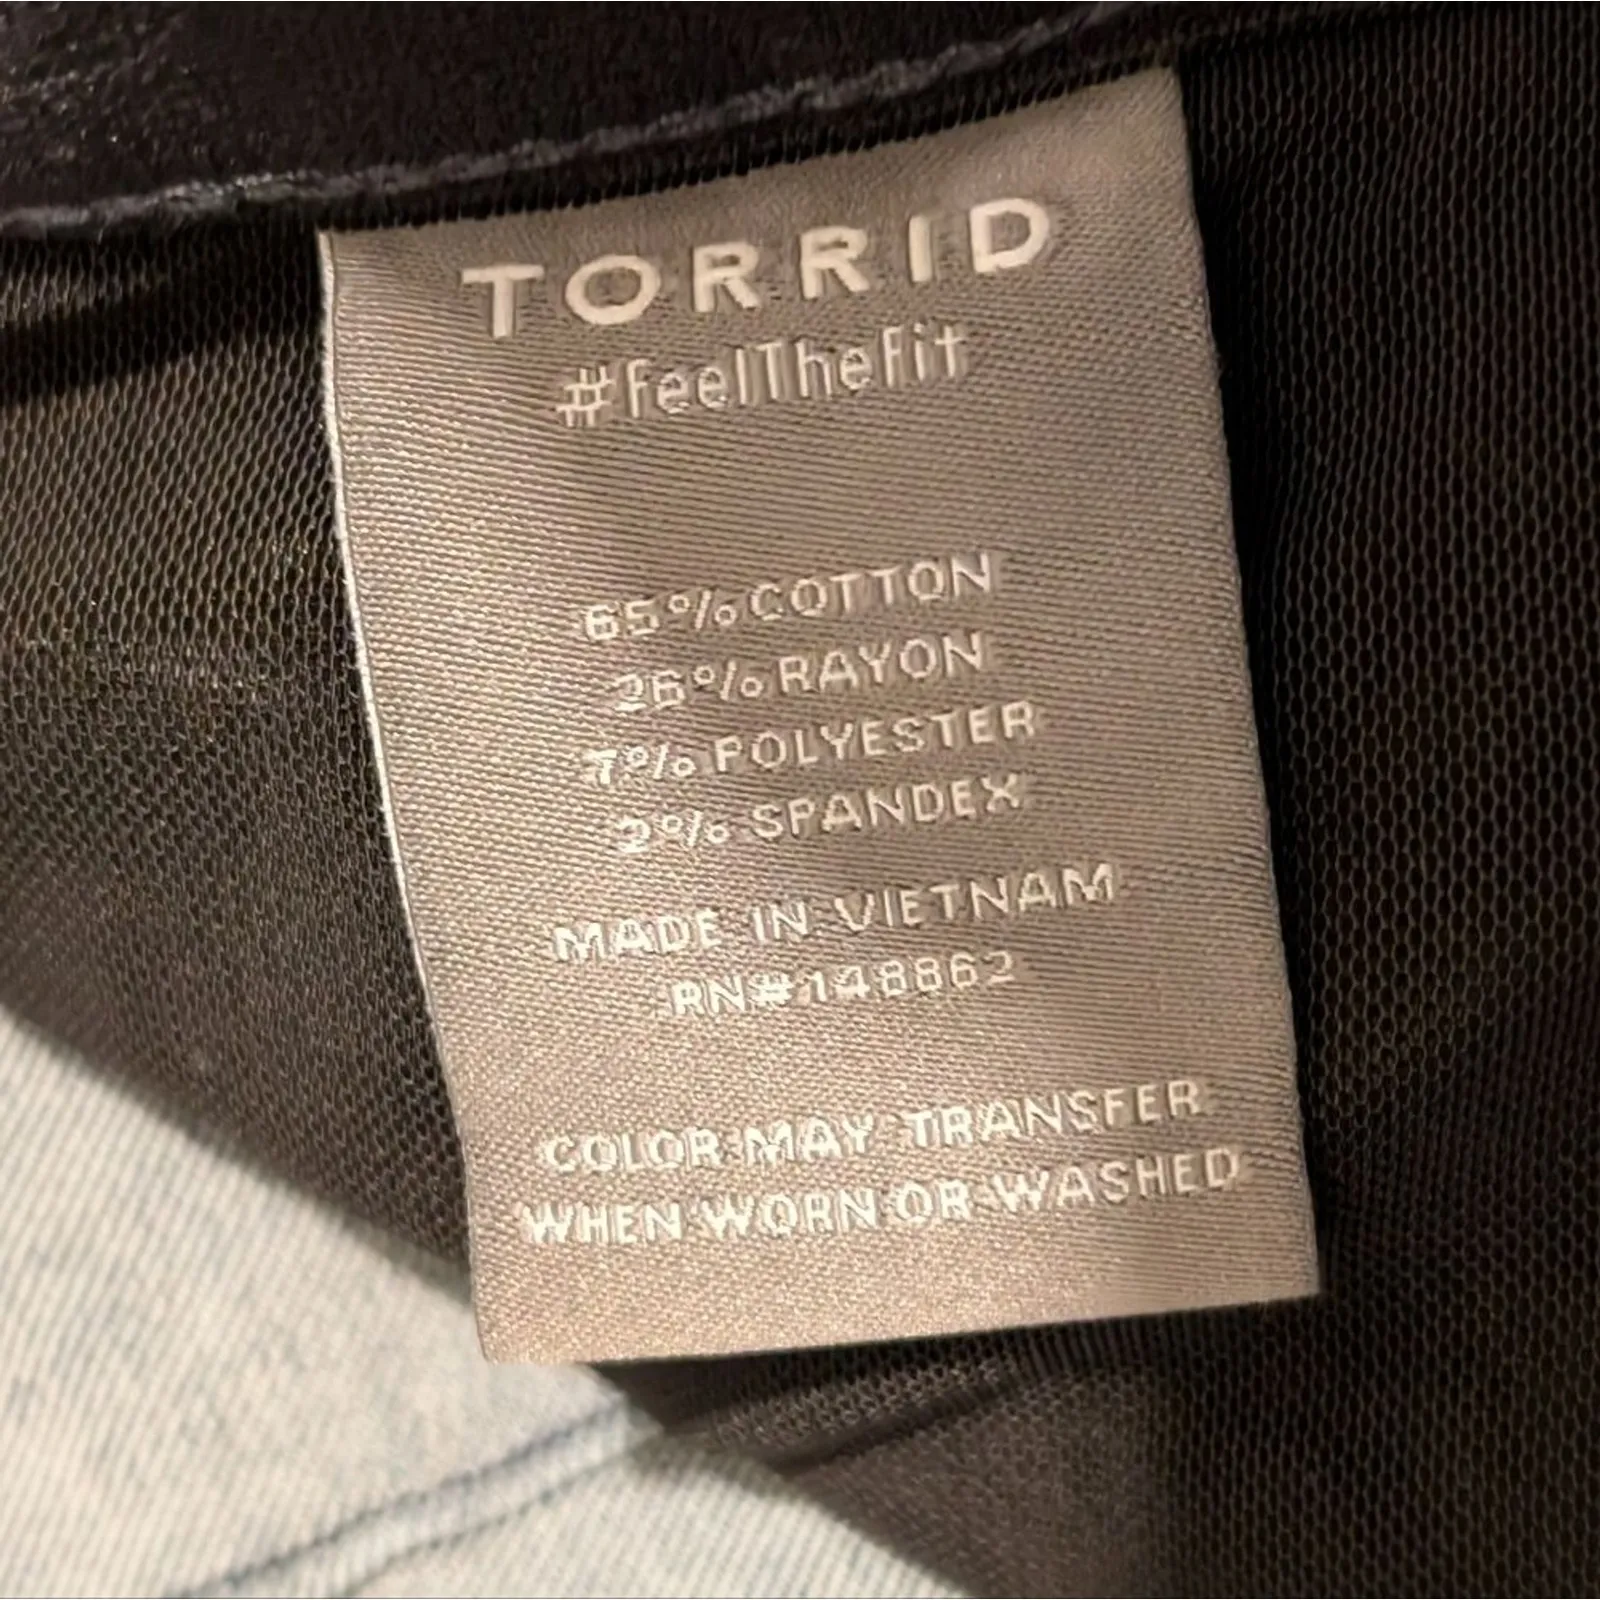 TORRID
#FeelTheFit
65% COTTON
26% RAYON
7% POLYESTER
2% SPANDEX
MADE IN VIETNAM
RN#148862
COLOR MAY TRANSFER
WHEN WORN OR WASHED